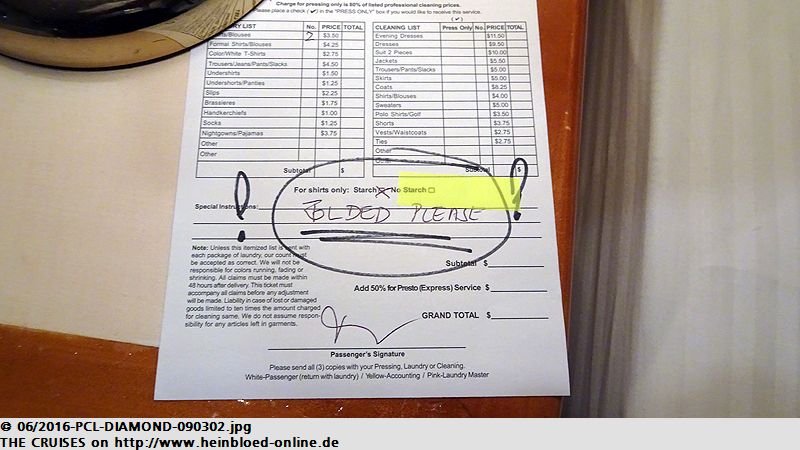 Charge for pressing only is 80% of listed professional cleaning prices.
Please place a check (✓) in the "PRESS ONLY" box if you would like to receive this service.
(✓)
LIST No. PRICE TOTAL
/Blouses 2 $3.50
Formal Shirts/Blouses $4.25
Color/White T-Shirts $2.75
Trousers/Jeans/Pants/Slacks $4.50
Undershirts $1.50
Undershorts/Panties $1.25
Slips $2.25
Brassieres $1.75
Handkerchiefs $1.00
Socks $1.25
Nightgowns/Pajamas $3.75
Other
Other
Subtotal
CLEANING LIST Press Only No. PRICE TOTAL
Evening Dresses $11.50
Dresses $9.50
Suit 2 Pieces $10.00
Jackets $5.50
Trousers/Pants/Slacks $5.00
Skirts $5.00
Coats $8.25
Shirts/Blouses $4.00
Sweaters $5.00
Polo Shirts/Golf $3.50
Shorts $3.75
Vests/Waistcoats $2.75
Ties $2.75
Other
Other
Subtotal
For shirts only: Starch No Starch
Special Instructions:
! FOLDED PLEASE !
Note: Unless this itemized list is sent with
each package of laundry, our count must
be accepted as correct. We will not be
responsible for colors running, fading or
shrinking. All claims must be made within
48 hours after delivery. This ticket must
accompany all claims before any adjustment
will be made. Liability in case of lost or damaged
goods limited to ten times the amount charged
for cleaning same. We do not assume respon-
sibility for any articles left in garments.
Subtotal $
Add 50% for Presto (Express) Service $
GRAND TOTAL $
Passenger's Signature
Please send all (3) copies with your Pressing, Laundry or Cleaning.
White-Passenger (return with laundry) / Yellow-Accounting / Pink-Laundry Master
@ 06/2016-PCL-DIAMOND-090302.jpg
THE CRUISES on http://www.heinbloed-online.de